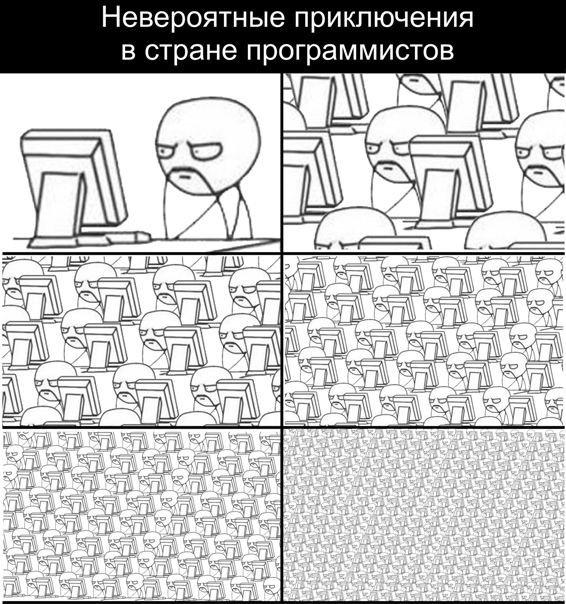 Невероятные приключения
в стране программистов